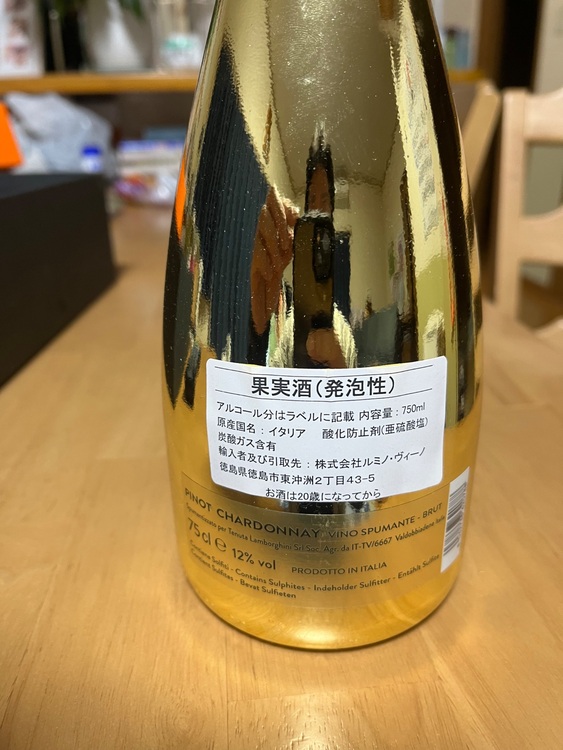 果実酒(発泡性)
アルコール分はラベルに記載 内容量：750ml
原産国名：イタリア 酸化防止剤(亜硫酸塩)
炭酸ガス含有
輸入者及び引取先：株式会社ルミノ・ヴィーノ
徳島県徳島市東沖洲2丁目43-5
お酒は20歳になってから
PINOT CHARDONNAY VINO SPUMANTE - BRUT
per Tenuta Lamborghini Srl Soc. Agr. da IT-TV/6667 Valdobbiadene Italia
75cl e 12% vol
PRODOTTO IN ITALIA
Contiene Solfiti - Contains Sulphites - Indeholder Sulfitter - Enthält Sulfite
Contient Sulfites - Bevat Sulfieten